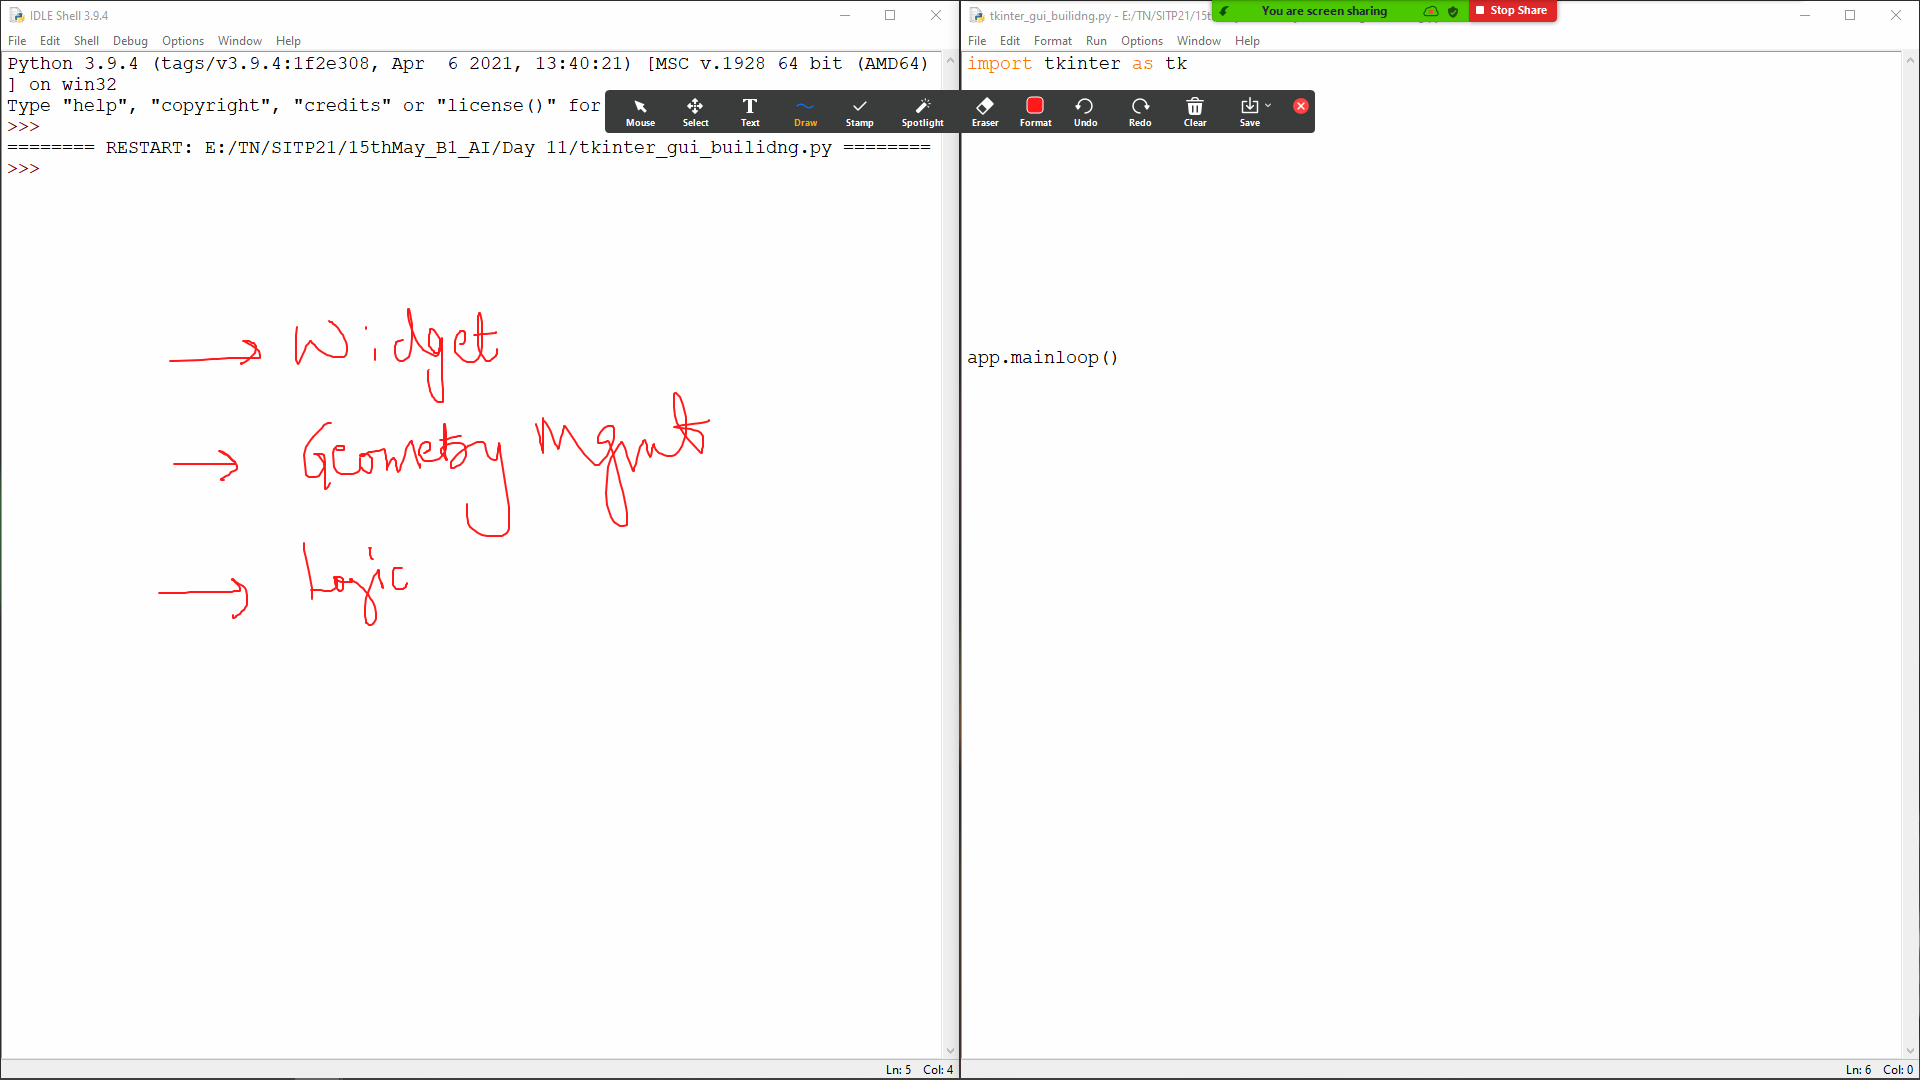 IDLE Shell 3.9.4
File Edit Shell Debug Options Window Help
Python 3.9.4 (tags/v3.9.4:1f2e308, Apr  6 2021, 13:40:21) [MSC v.1928 64 bit (AMD64)
] on win32
Type "help", "copyright", "credits" or "license()" for
>>>
======== RESTART: E:/TN/SITP21/15thMay_B1_AI/Day 11/tkinter_gui_builidng.py ========
>>>
Widget
Geometry Mgmt
Logic
Ln: 5 Col: 4
You are screen sharing
Stop Share
Mouse Select Text Draw Stamp Spotlight Eraser Format Undo Redo Clear Save
tkinter_gui_builidng.py - E:/TN/SITP21/15t
File Edit Format Run Options Window Help
import tkinter as tk
app.mainloop()
Ln: 6 Col: 0